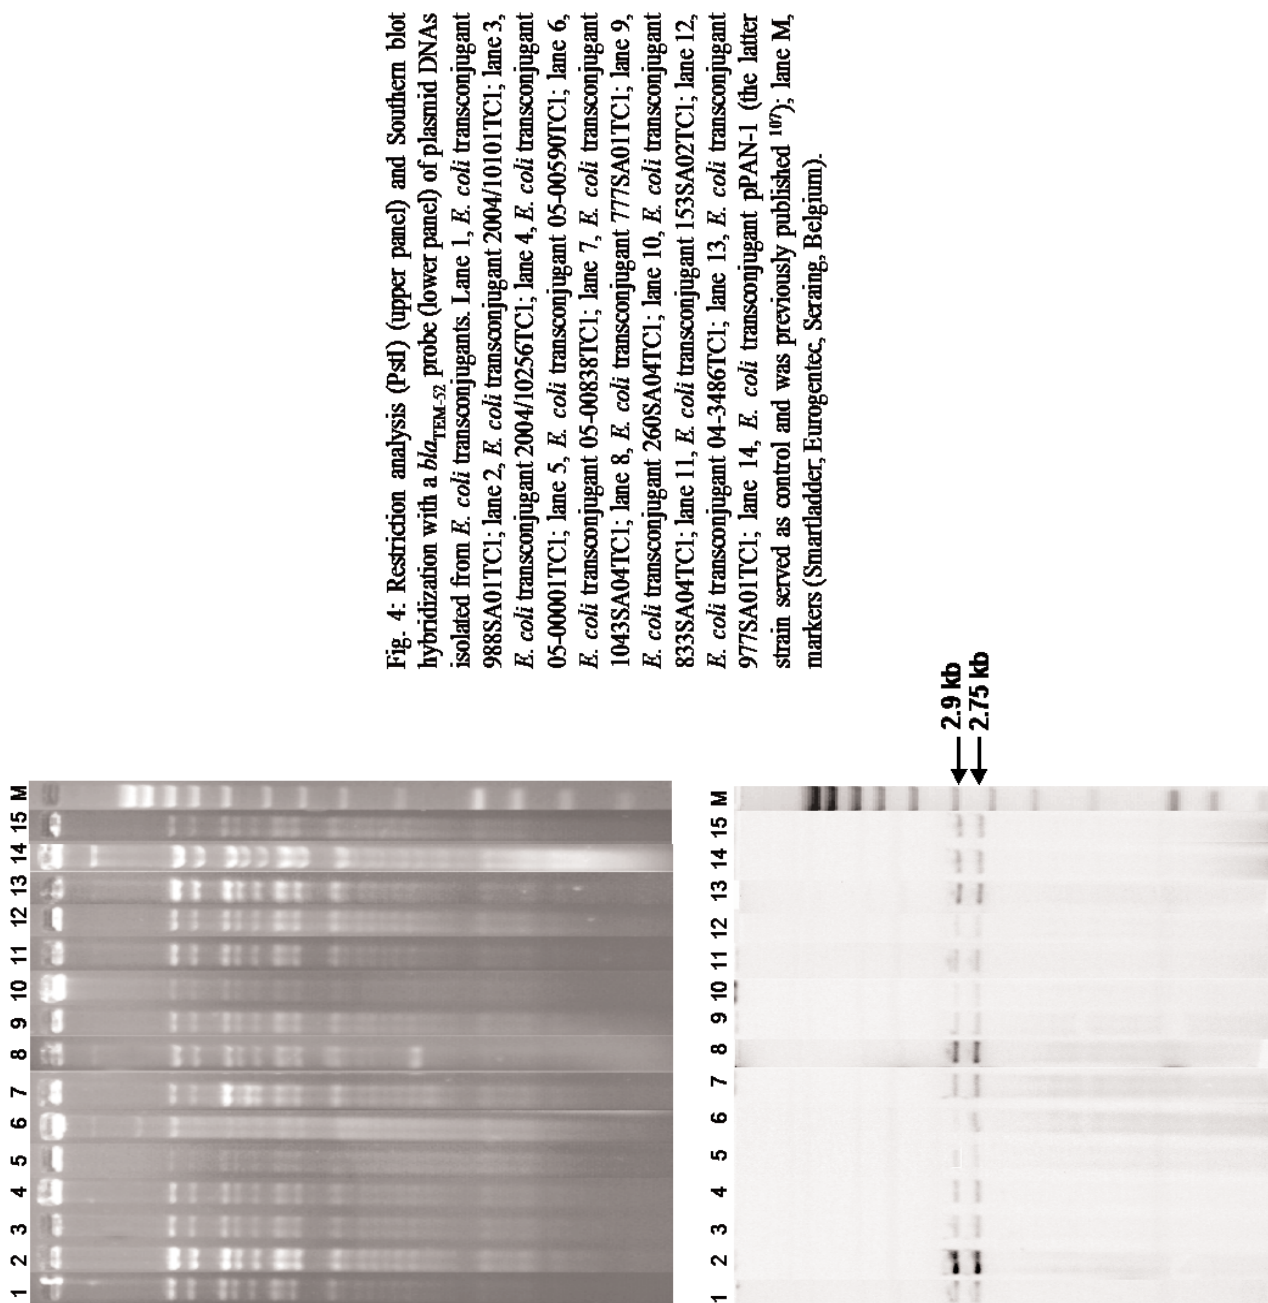 Fig. 4: Restriction analysis (PstI) (upper panel) and Southern blot
hybridization with a bla TEM-52 probe (lower panel) of plasmid DNAs
isolated from E. coli transconjugants. Lane 1, E. coli transconjugant
988SA01TC1; lane 2, E. coli transconjugant 2004/10101TC1; lane 3,
E. coli transconjugant 2004/10256TC1; lane 4, E. coli transconjugant
05-00001TC1; lane 5, E. coli transconjugant 05-00590TC1; lane 6,
E. coli transconjugant 05-00838TC1; lane 7, E. coli transconjugant
1043SA04TC1; lane 8, E. coli transconjugant 777SA01TC1; lane 9,
E. coli transconjugant 260SA04TC1; lane 10, E. coli transconjugant
833SA04TC1; lane 11, E. coli transconjugant 153SA02TC1; lane 12,
E. coli transconjugant 04-3486TC1; lane 13, E. coli transconjugant
977SA01TC1; lane 14, E. coli transconjugant pPAN-1 (the latter
strain served as control and was previously published 107); lane M,
markers (Smartladder, Eurogentec, Seraing, Belgium).
1 2 3 4 5 6 7 8 9 10 11 12 13 14 15 M
1 2 3 4 5 6 7 8 9 10 11 12 13 14 15 M
2.9 kb
2.75 kb